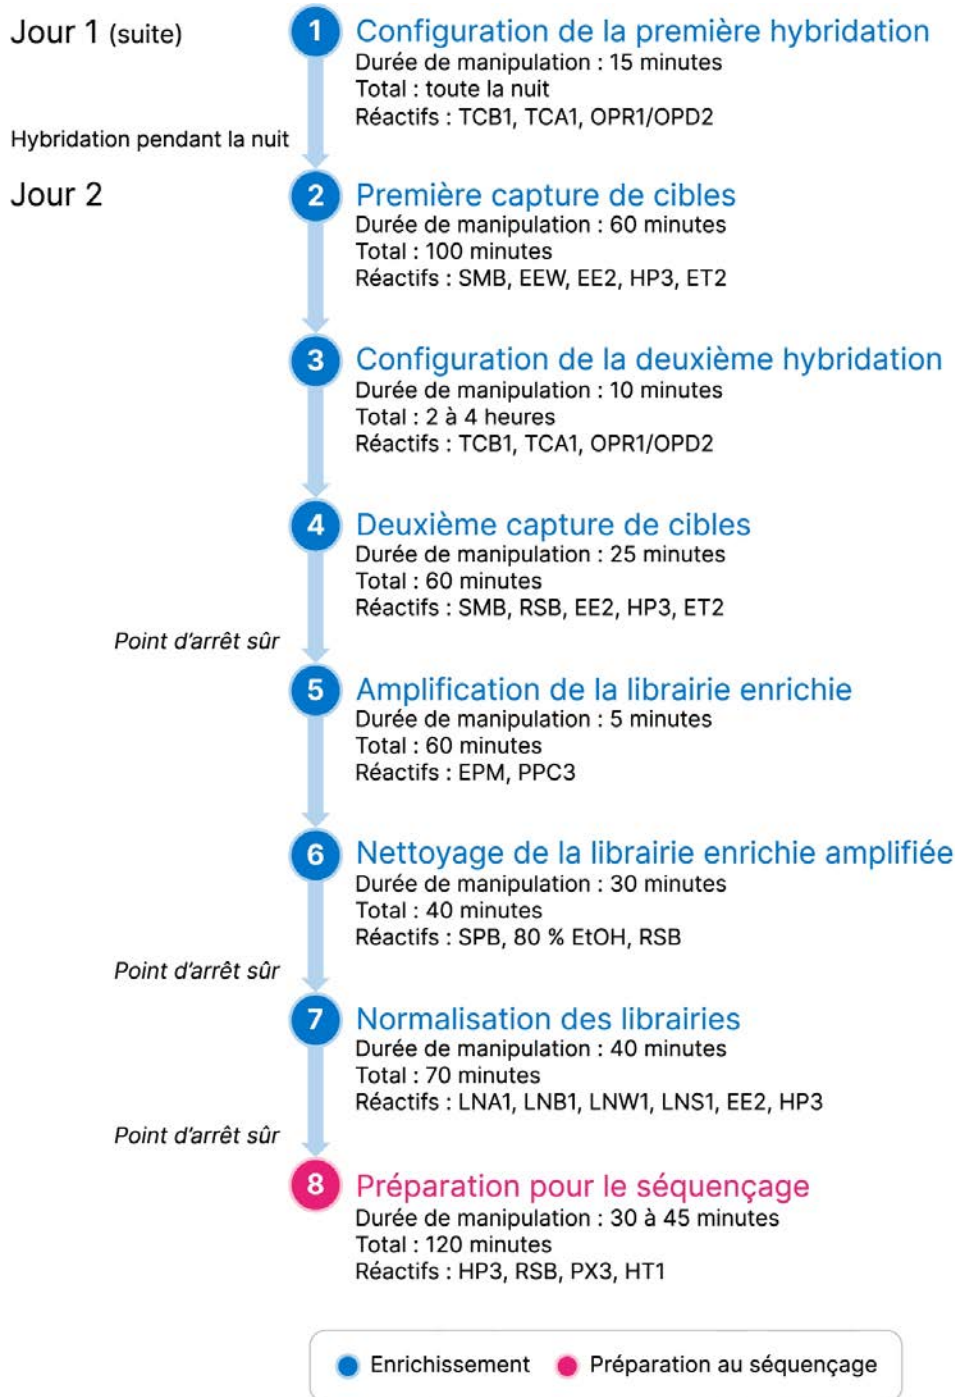 Jour 1 (suite)
1 Configuration de la première hybridation
Durée de manipulation : 15 minutes
Total : toute la nuit
Réactifs : TCB1, TCA1, OPR1/OPD2
Hybridation pendant la nuit
Jour 2
2 Première capture de cibles
Durée de manipulation : 60 minutes
Total : 100 minutes
Réactifs : SMB, EEW, EE2, HP3, ET2
3 Configuration de la deuxième hybridation
Durée de manipulation : 10 minutes
Total : 2 à 4 heures
Réactifs : TCB1, TCA1, OPR1/OPD2
4 Deuxième capture de cibles
Durée de manipulation : 25 minutes
Total : 60 minutes
Réactifs : SMB, RSB, EE2, HP3, ET2
Point d'arrêt sûr
5 Amplification de la librairie enrichie
Durée de manipulation : 5 minutes
Total : 60 minutes
Réactifs : EPM, PPC3
6 Nettoyage de la librairie enrichie amplifiée
Durée de manipulation : 30 minutes
Total : 40 minutes
Réactifs : SPB, 80 % EtOH, RSB
Point d'arrêt sûr
7 Normalisation des librairies
Durée de manipulation : 40 minutes
Total : 70 minutes
Réactifs : LNA1, LNB1, LNW1, LNS1, EE2, HP3
Point d'arrêt sûr
8 Préparation pour le séquençage
Durée de manipulation : 30 à 45 minutes
Total : 120 minutes
Réactifs : HP3, RSB, PX3, HT1
Enrichissement Préparation au séquençage